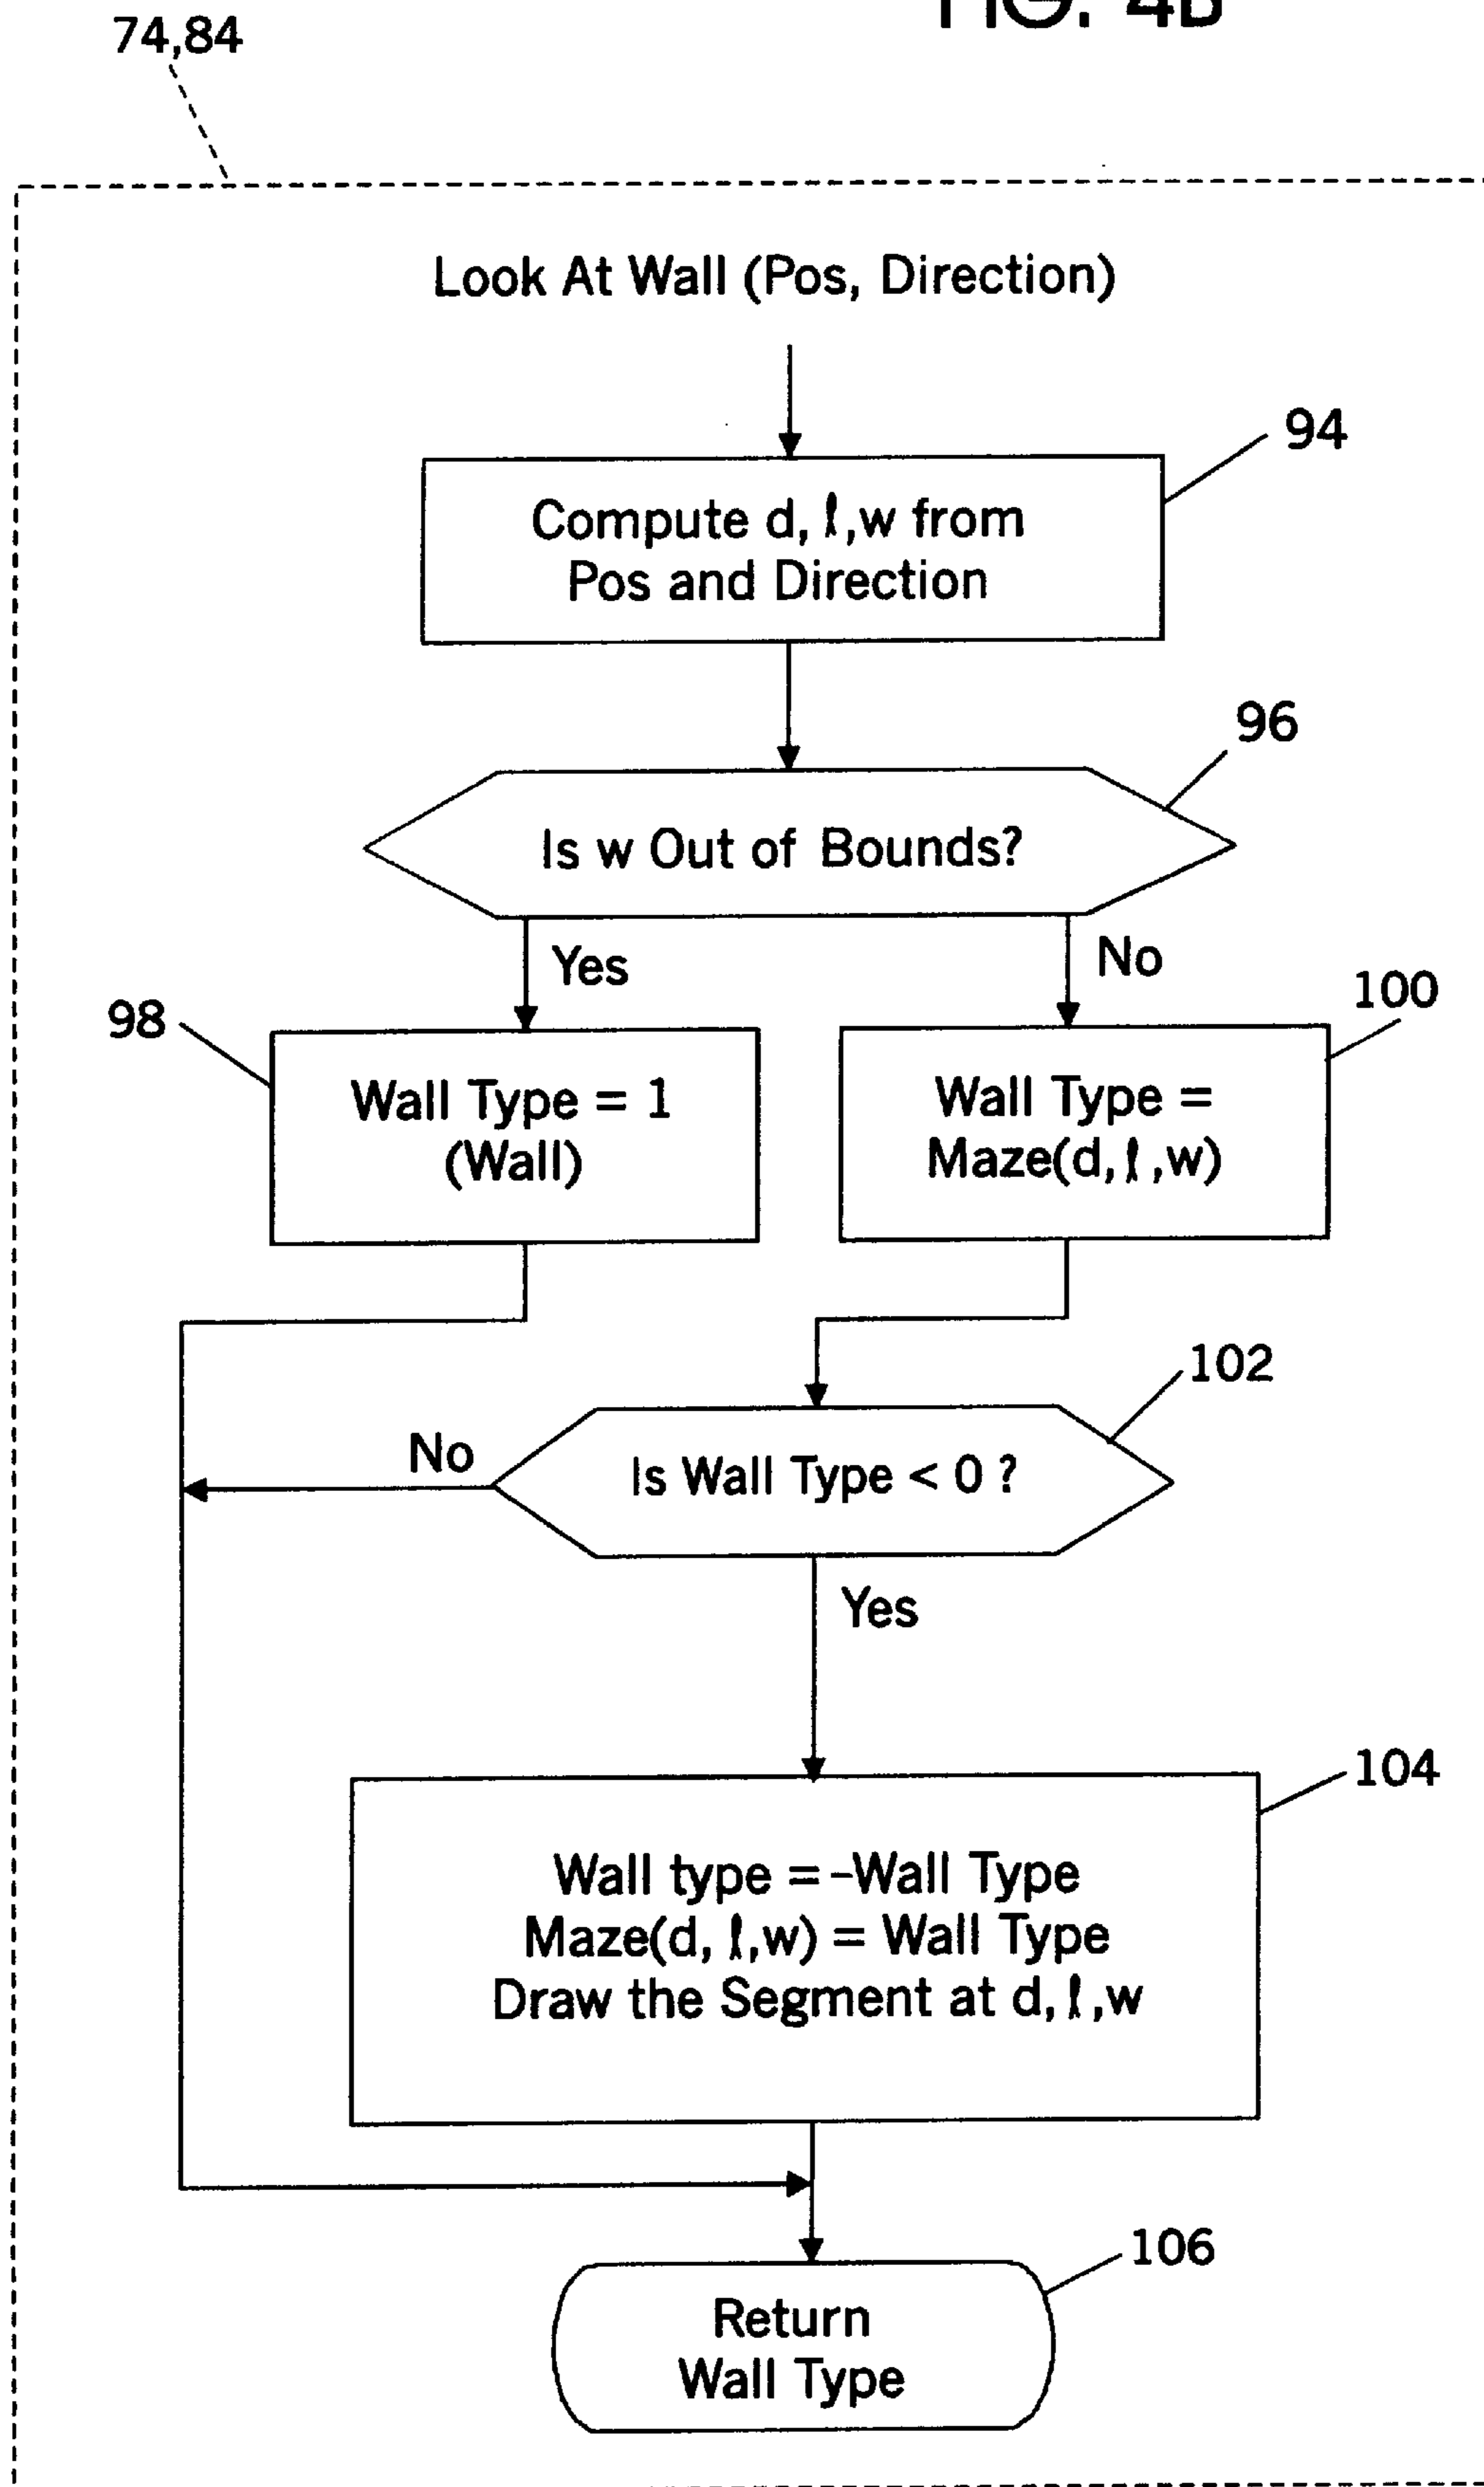 FIG. 4B
74,84
Look At Wall (Pos, Direction)
94
Compute d, ℓ,w from
Pos and Direction
96
Is w Out of Bounds?
Yes
No
98
100
Wall Type = 1
(Wall)
Wall Type =
Maze(d, ℓ,w)
102
No
Is Wall Type < 0 ?
Yes
104
Wall type = -Wall Type
Maze(d, ℓ,w) = Wall Type
Draw the Segment at d, ℓ,w
106
Return
Wall Type